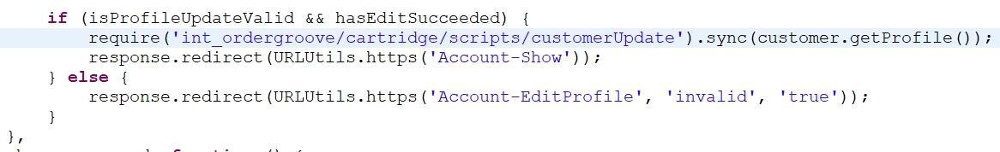 if (isProfileUpdateValid && hasEditSucceeded) {
require('int_ordergroove/cartridge/scripts/customerUpdate').sync(customer.getProfile());
response.redirect(URLUtils.https('Account-Show'));
} else {
response.redirect(URLUtils.https('Account-EditProfile', 'invalid', 'true'));
}
},